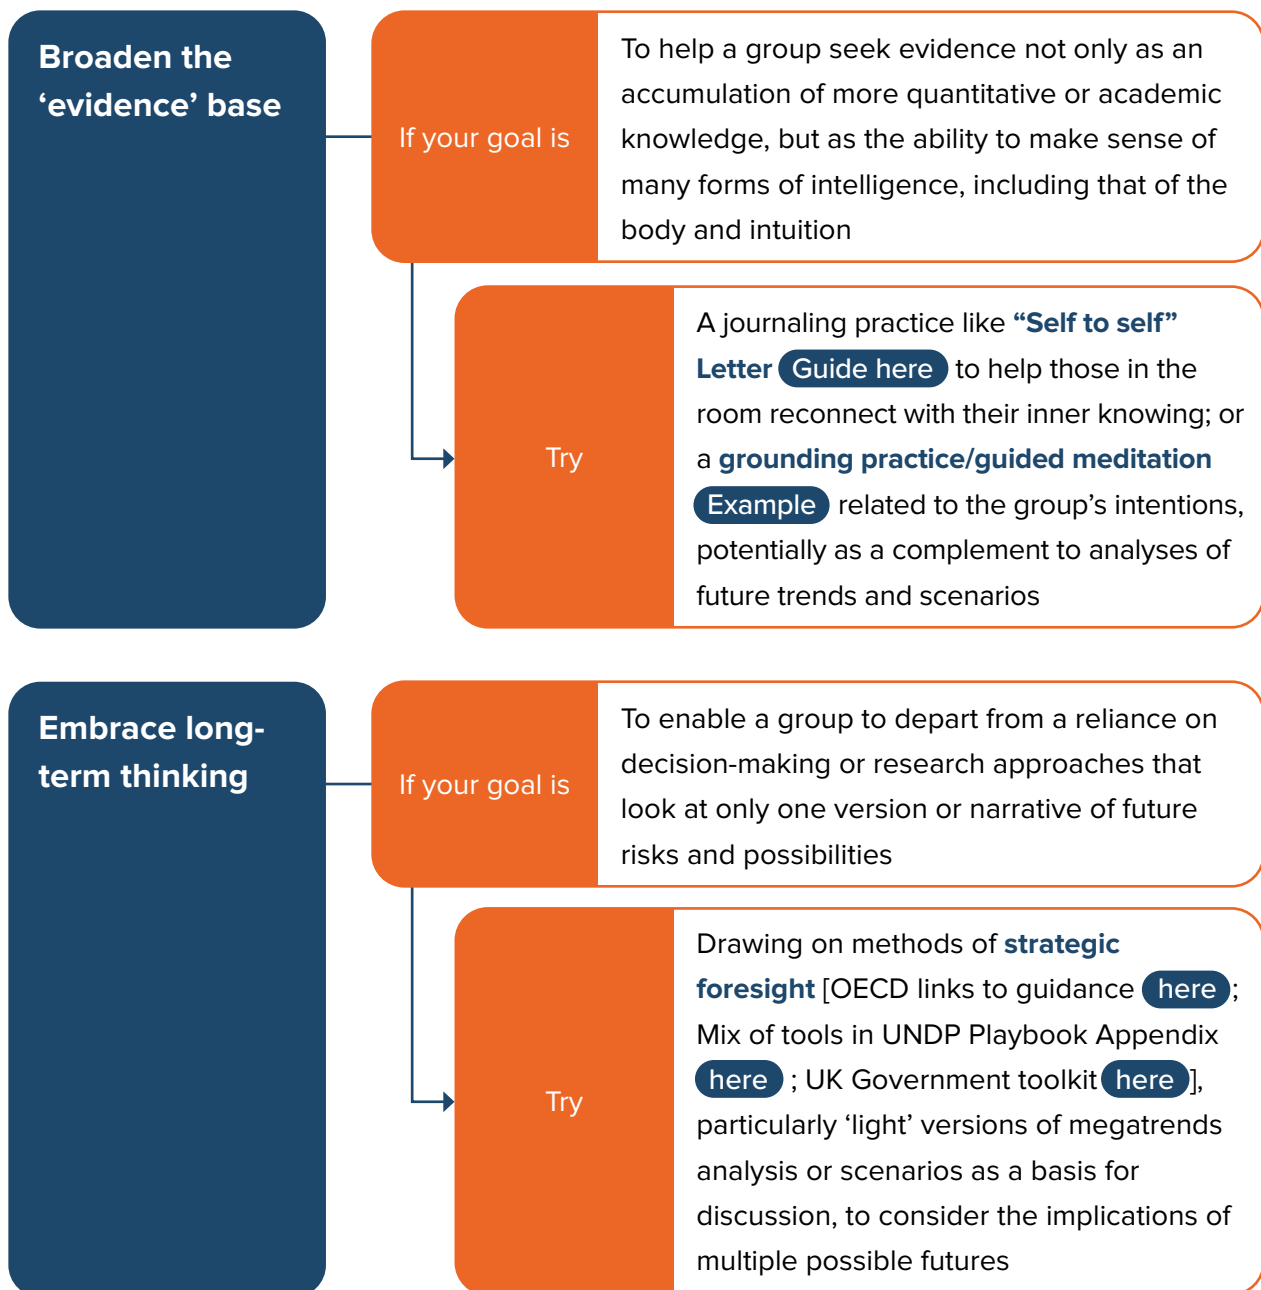 Broaden the
‘evidence’ base
If your goal is
To help a group seek evidence not only as an
accumulation of more quantitative or academic
knowledge, but as the ability to make sense of
many forms of intelligence, including that of the
body and intuition
Try
A journaling practice like “Self to self”
Letter Guide here to help those in the
room reconnect with their inner knowing; or
a grounding practice/guided meditation
Example related to the group’s intentions,
potentially as a complement to analyses of
future trends and scenarios
Embrace long-
term thinking
If your goal is
To enable a group to depart from a reliance on
decision-making or research approaches that
look at only one version or narrative of future
risks and possibilities
Try
Drawing on methods of strategic
foresight [OECD links to guidance here ;
Mix of tools in UNDP Playbook Appendix
here ; UK Government toolkit here ],
particularly ‘light’ versions of megatrends
analysis or scenarios as a basis for
discussion, to consider the implications of
multiple possible futures